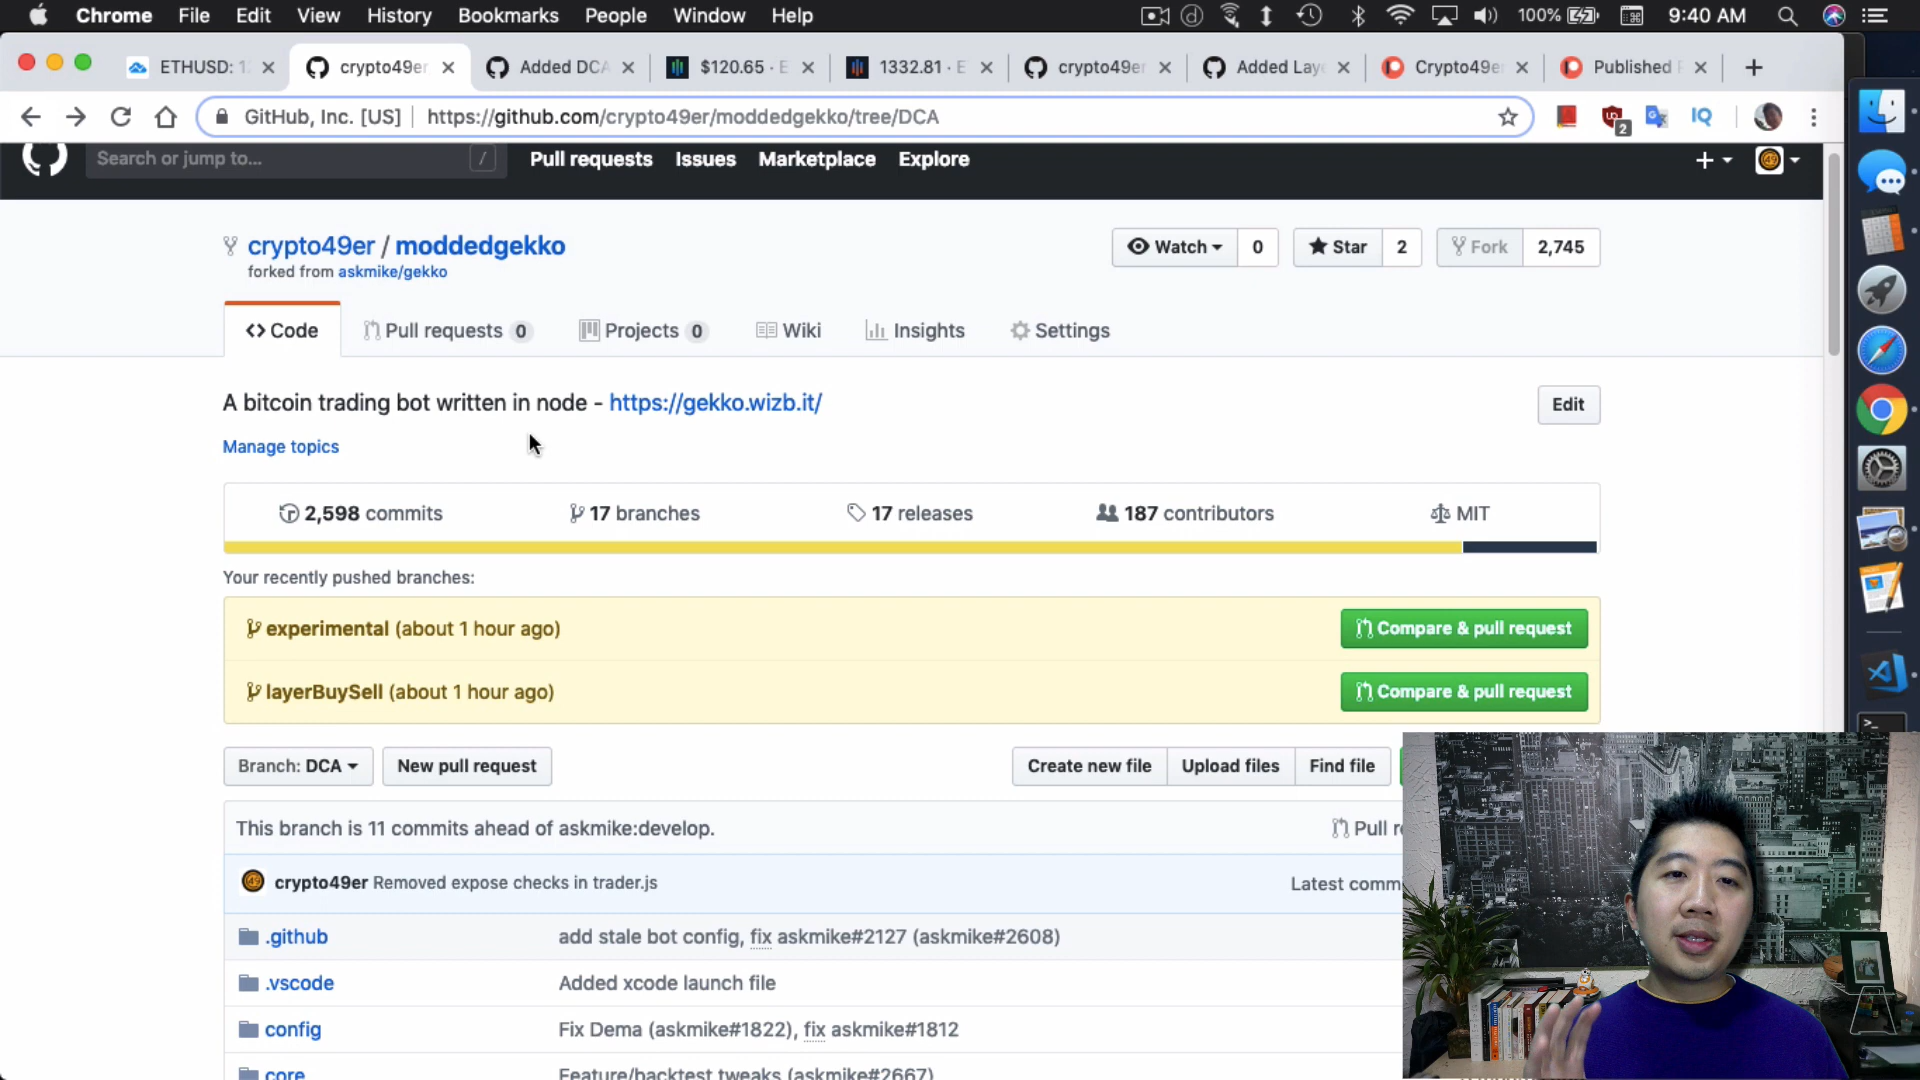 Chrome File Edit View History Bookmarks People Window Help 100% 9:40 AM
ETHUSD: 1 crypto49er Added DCA $120.65 · E 1332.81 · E crypto49er Added Lay Crypto49e Published
GitHub, Inc. [US] https://github.com/crypto49er/moddedgekko/tree/DCA 2 IQ
Search or jump to... / Pull requests Issues Marketplace Explore
crypto49er / moddedgekko Watch 0 Star 2 Fork 2,745
forked from askmike/gekko
Code Pull requests 0 Projects 0 Wiki Insights Settings
A bitcoin trading bot written in node - https://gekko.wizb.it/ Edit
Manage topics
2,598 commits 17 branches 17 releases 187 contributors MIT
Your recently pushed branches:
experimental (about 1 hour ago) Compare & pull request
layerBuySell (about 1 hour ago) Compare & pull request
Branch: DCA New pull request Create new file Upload files Find file
This branch is 11 commits ahead of askmike:develop. Pull r
crypto49er Removed expose checks in trader.js Latest comm
.github add stale bot config, fix askmike#2127 (askmike#2608)
.vscode Added xcode launch file
config Fix Dema (askmike#1822), fix askmike#1812
core Feature/backtest tweaks (askmike#2667)